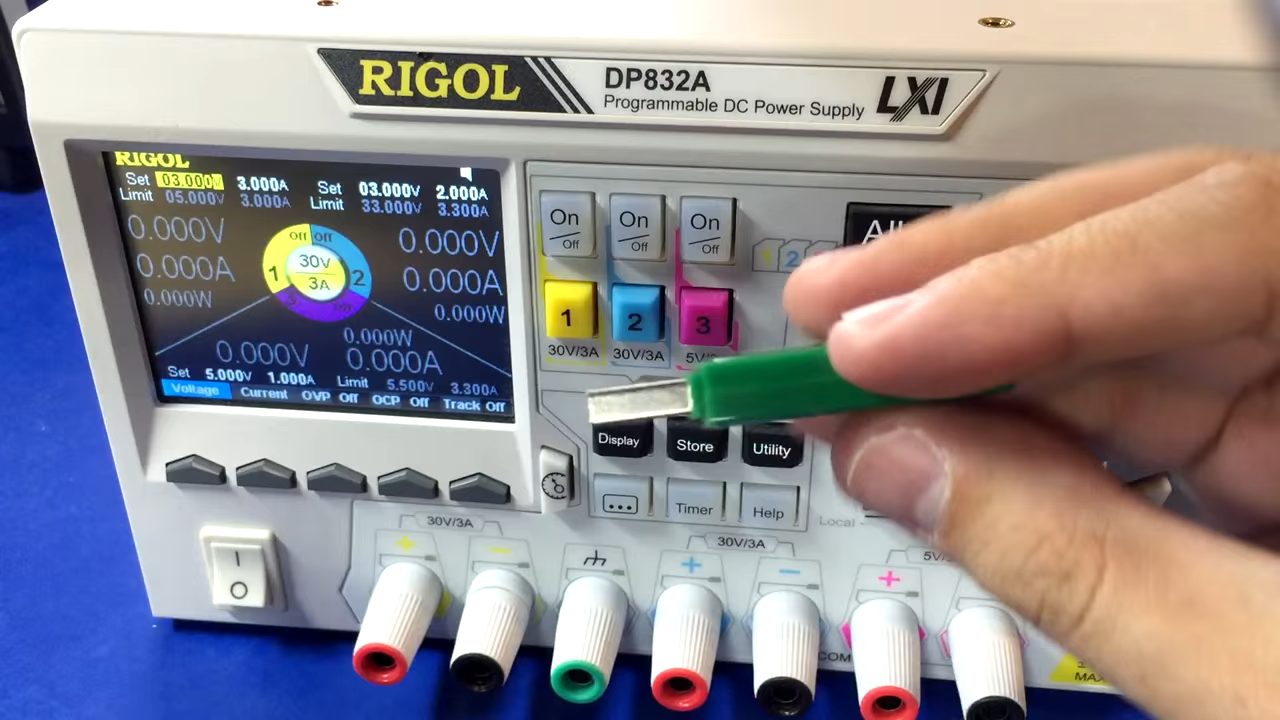 RIGOL
DP832A
Programmable DC Power Supply
LXI
RIGOL
Set 03.000V 3.000A Set 03.000V 2.000A
Limit 05.000V 3.000A Limit 33.000V 3.300A
0.000V 0.000V
0.000A 0.000A
0.000W 0.000W
Off Off
1 30V 2
3A
3 Off
0.000W
0.000V 0.000A
Set 5.000V 1.000A Limit 5.500V 3.300A
Voltage Current OVP Off OCP Off Track Off
On On On
Off Off Off
All
1 2
1 2 3
30V/3A 30V/3A
Display Store Utility
... Timer Help
Local
30V/3A 30V/3A
+ − + − +
I
O
COM
MAX